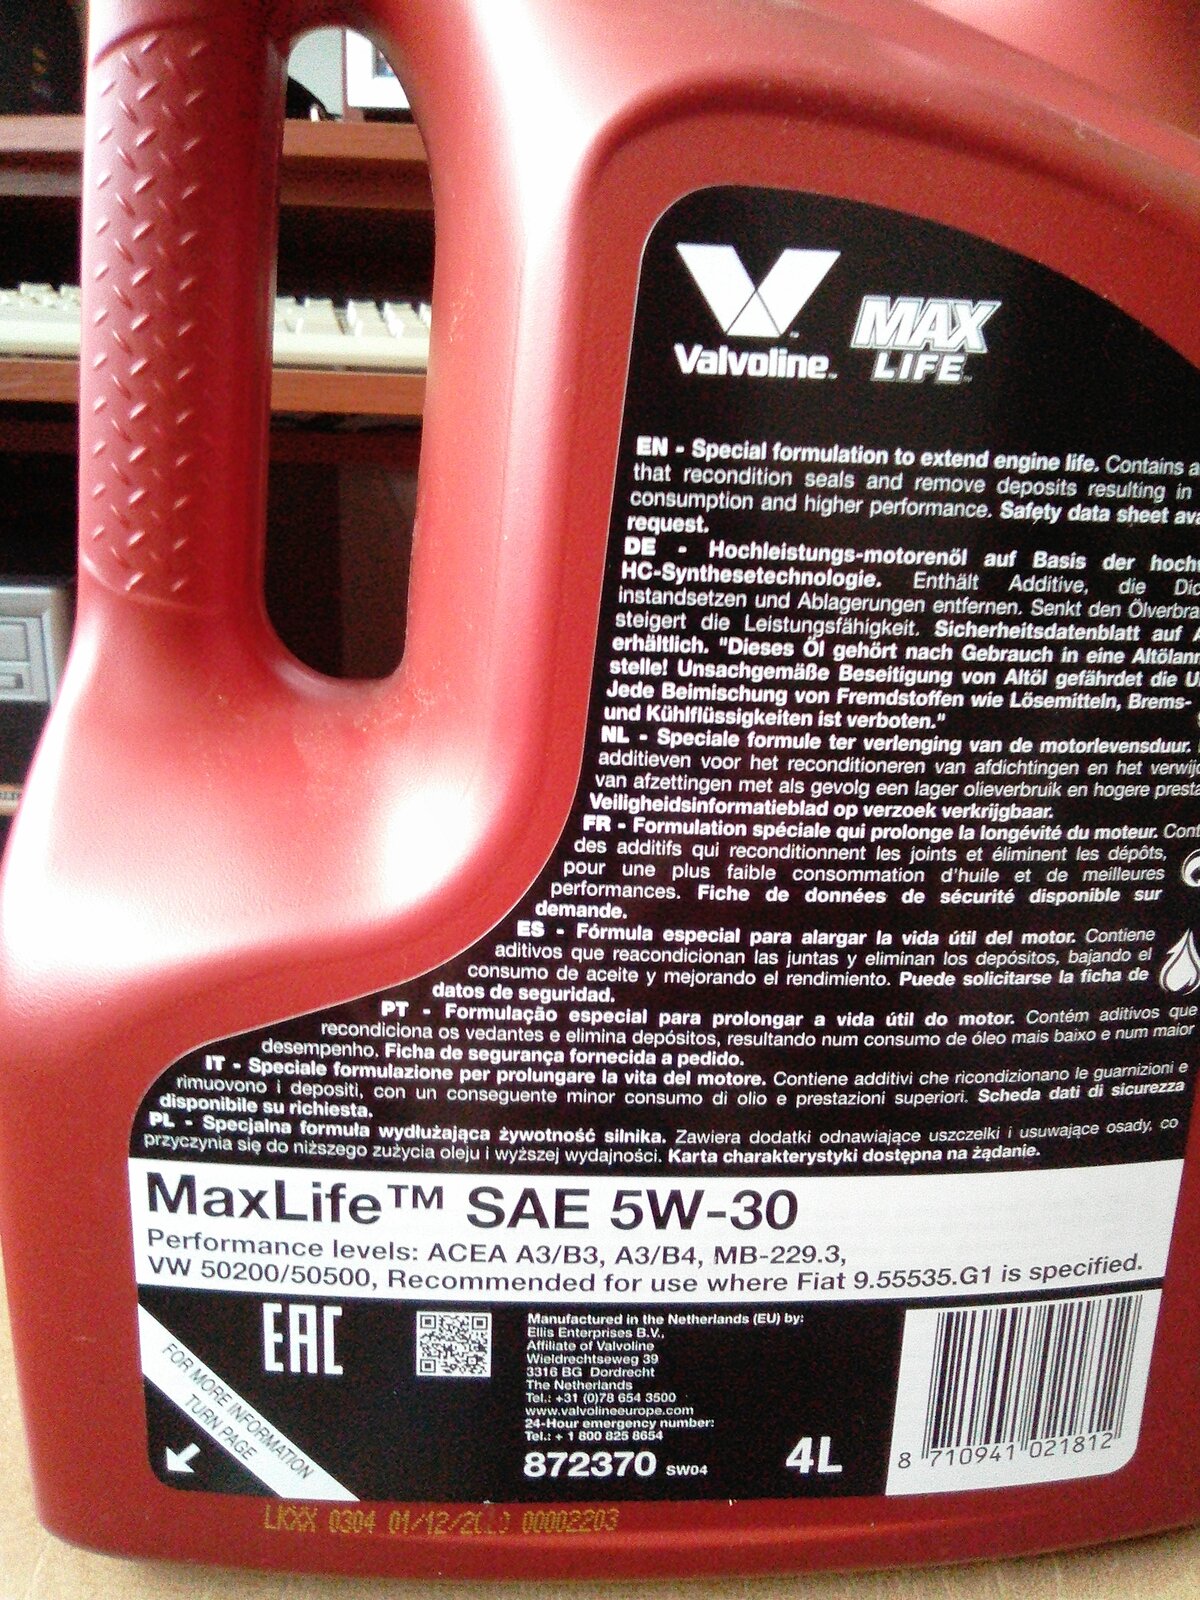 Valvoline™
MAX
LIFE™
EN - Special formulation to extend engine life. Contains
that recondition seals and remove deposits resulting in
consumption and higher performance. Safety data sheet
request.
DE - Hochleistungs-motorenöl auf Basis der
HC-Synthesetechnologie. Enthält Additive, die
instandsetzen und Ablagerungen entfernen. Senkt den
steigert die Leistungsfähigkeit. Sicherheitsdatenblatt auf
erhältlich. "Dieses Öl gehört nach Gebrauch in eine
stelle! Unsachgemäße Beseitigung von Altöl gefährdet die
Jede Beimischung von Fremdstoffen wie Lösemitteln, Brems-
und Kühlflüssigkeiten ist verboten."
NL - Speciale formule ter verlenging van de motorlevensduur.
additieven voor het reconditioneren van afdichtingen en het
van afzettingen met als gevolg een lager olieverbruik en hogere
Veiligheidsinformatieblad op verzoek verkrijgbaar.
FR - Formulation spéciale qui prolonge la longévité du moteur.
des additifs qui reconditionnent les joints et éliminent les dépôts,
pour une plus faible consommation d'huile et de meilleures
performances. Fiche de données de sécurité disponible sur
demande.
ES - Fórmula especial para alargar la vida útil del motor. Contiene
aditivos que reacondicionan las juntas y eliminan los depósitos, bajando el
consumo de aceite y mejorando el rendimiento. Puede solicitarse la ficha de
datos de seguridad.
PT - Formulação especial para prolongar a vida útil do motor. Contém aditivos que
recondiciona os vedantes e elimina depósitos, resultando num consumo de óleo mais baixo e num maior
desempenho. Ficha de segurança fornecida a pedido.
IT - Speciale formulazione per prolungare la vita del motore. Contiene additivi che ricondizionano le guarnizioni e
rimuovono i depositi, con un conseguente minor consumo di olio e prestazioni superiori. Scheda dati di sicurezza
disponibile su richiesta.
PL - Specjalna formuła wydłużająca żywotność silnika. Zawiera dodatki odnawiające uszczelki i usuwające osady, co
przyczynia się do niższego zużycia oleju i wyższej wydajności. Karta charakterystyki dostępna na żądanie.
MaxLife™ SAE 5W-30
Performance levels: ACEA A3/B3, A3/B4, MB-229.3,
VW 50200/50500, Recommended for use where Fiat 9.55535.G1 is specified.
EAC
FOR MORE INFORMATION
TURN PAGE
Manufactured in the Netherlands (EU) by:
Ellis Enterprises B.V.,
Affiliate of Valvoline
Wieldrechtseweg 39
3316 BG Dordrecht
The Netherlands
Tel.: +31 (0)78 654 3500
www.valvolineeurope.com
24-Hour emergency number:
Tel.: + 1 800 825 8654
872370 SW04
4L
8 710941 021812
LKXX 0304 00002203